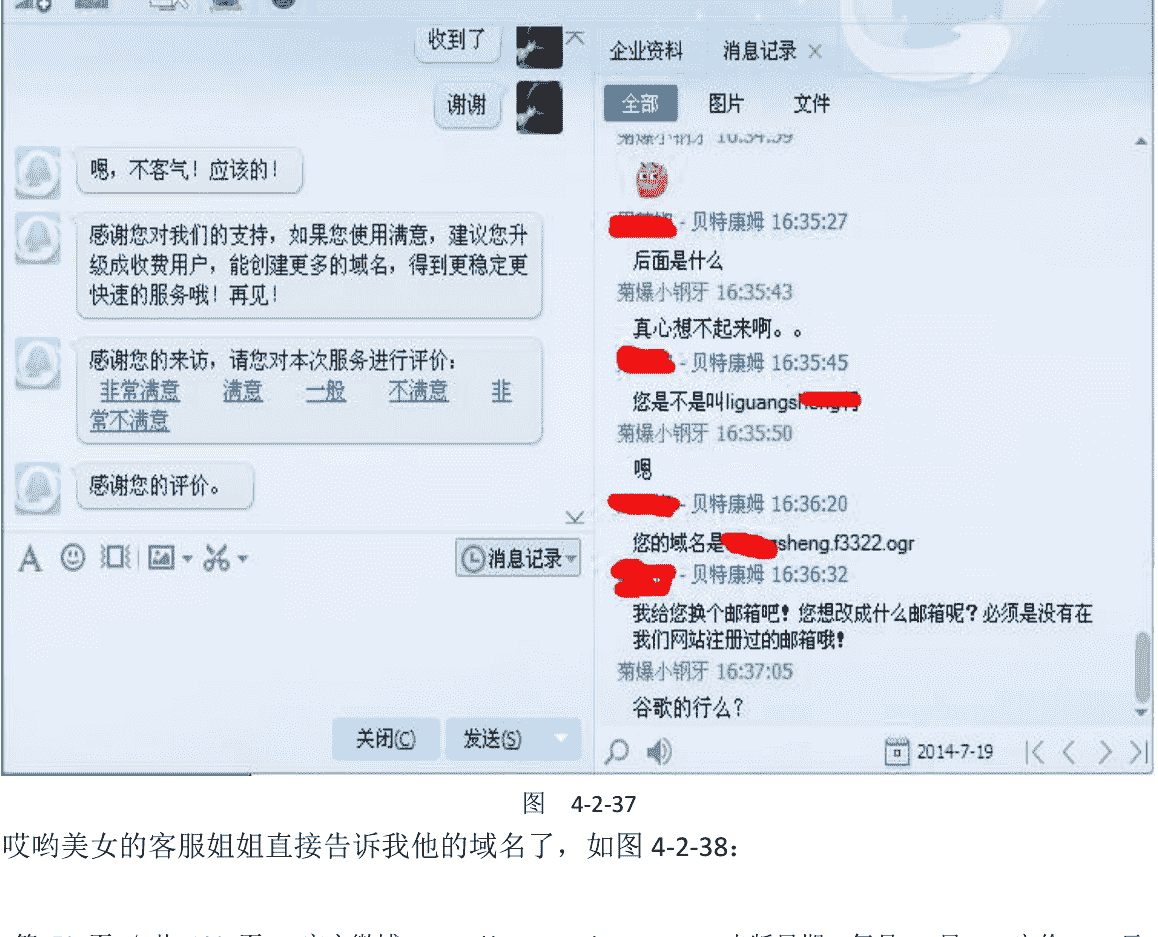 收到了
谢谢
嗯，不客气！应该的！
感谢您对我们的支持，如果您使用满意，建议您升
级成收费用户，能创建更多的域名，得到更稳定更
快速的服务哦！再见！
感谢您的来访，请您对本次服务进行评价：
非常满意 满意 一般 不满意 非
常不满意
感谢您的评价。
消息记录
关闭(C) 发送(S)
企业资料 消息记录
全部 图片 文件
菊爆小钢牙 16:34:59
- 贝特康姆 16:35:27
后面是什么
菊爆小钢牙 16:35:43
真心想不起来啊。。
- 贝特康姆 16:35:45
您是不是叫liguangsheng
菊爆小钢牙 16:35:50
嗯
- 贝特康姆 16:36:20
您的域名是 sheng.f3322.ogr
- 贝特康姆 16:36:32
我给您换个邮箱吧！您想改成什么邮箱呢？必须是没有在
我们网站注册过的邮箱哦！
菊爆小钢牙 16:37:05
谷歌的行么？
2014-7-19
图 4-2-37
哎哟美女的客服姐姐直接告诉我他的域名了，如图 4-2-38：